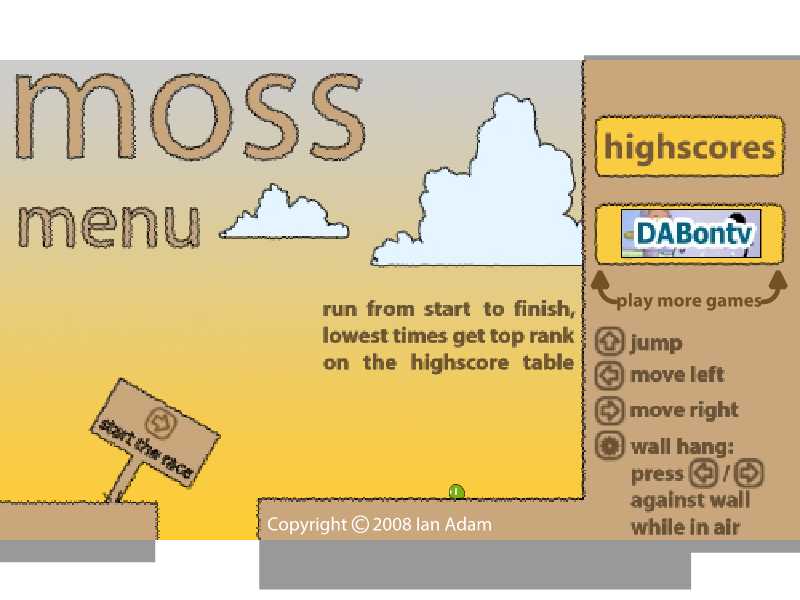 moss
menu
run from start to finish,
lowest times get top rank
on the highscore table
start the race
Copyright © 2008 Ian Adam
highscores
DABontv
play more games
jump
move left
move right
wall hang:
press /
against wall
while in air